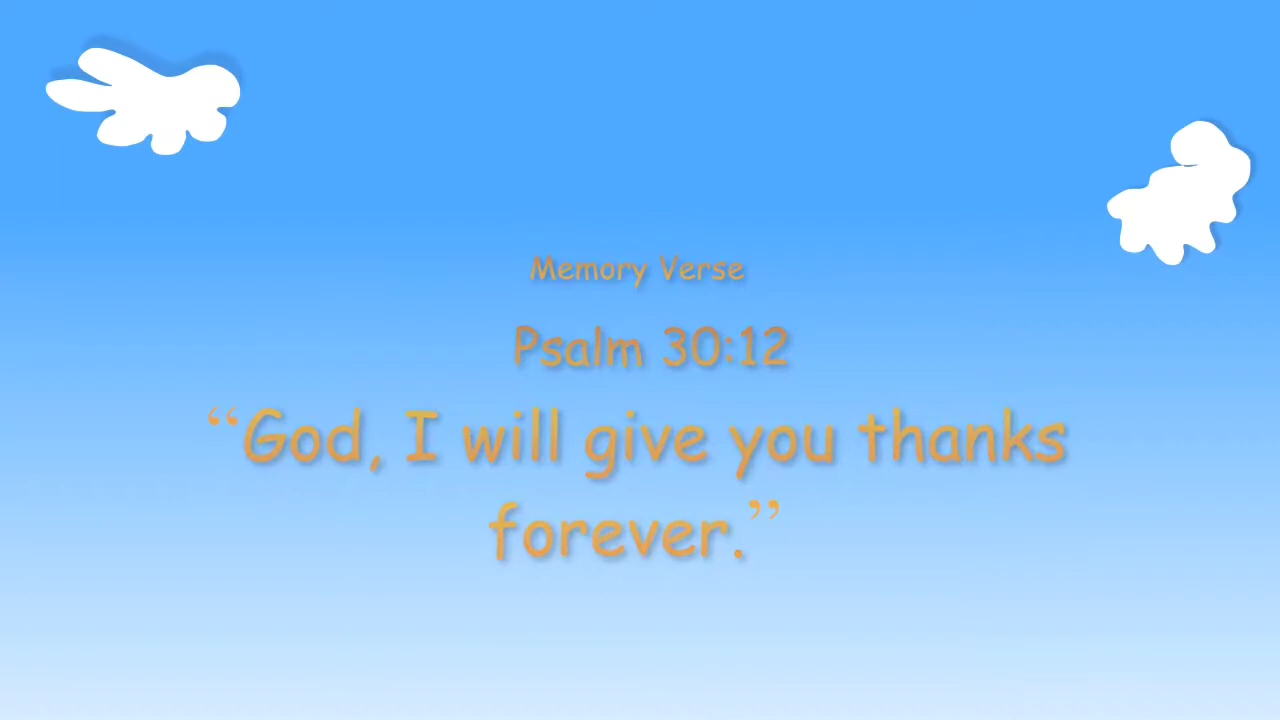 Memory Verse
Psalm 30:12
“God, I will give you thanks
forever.”